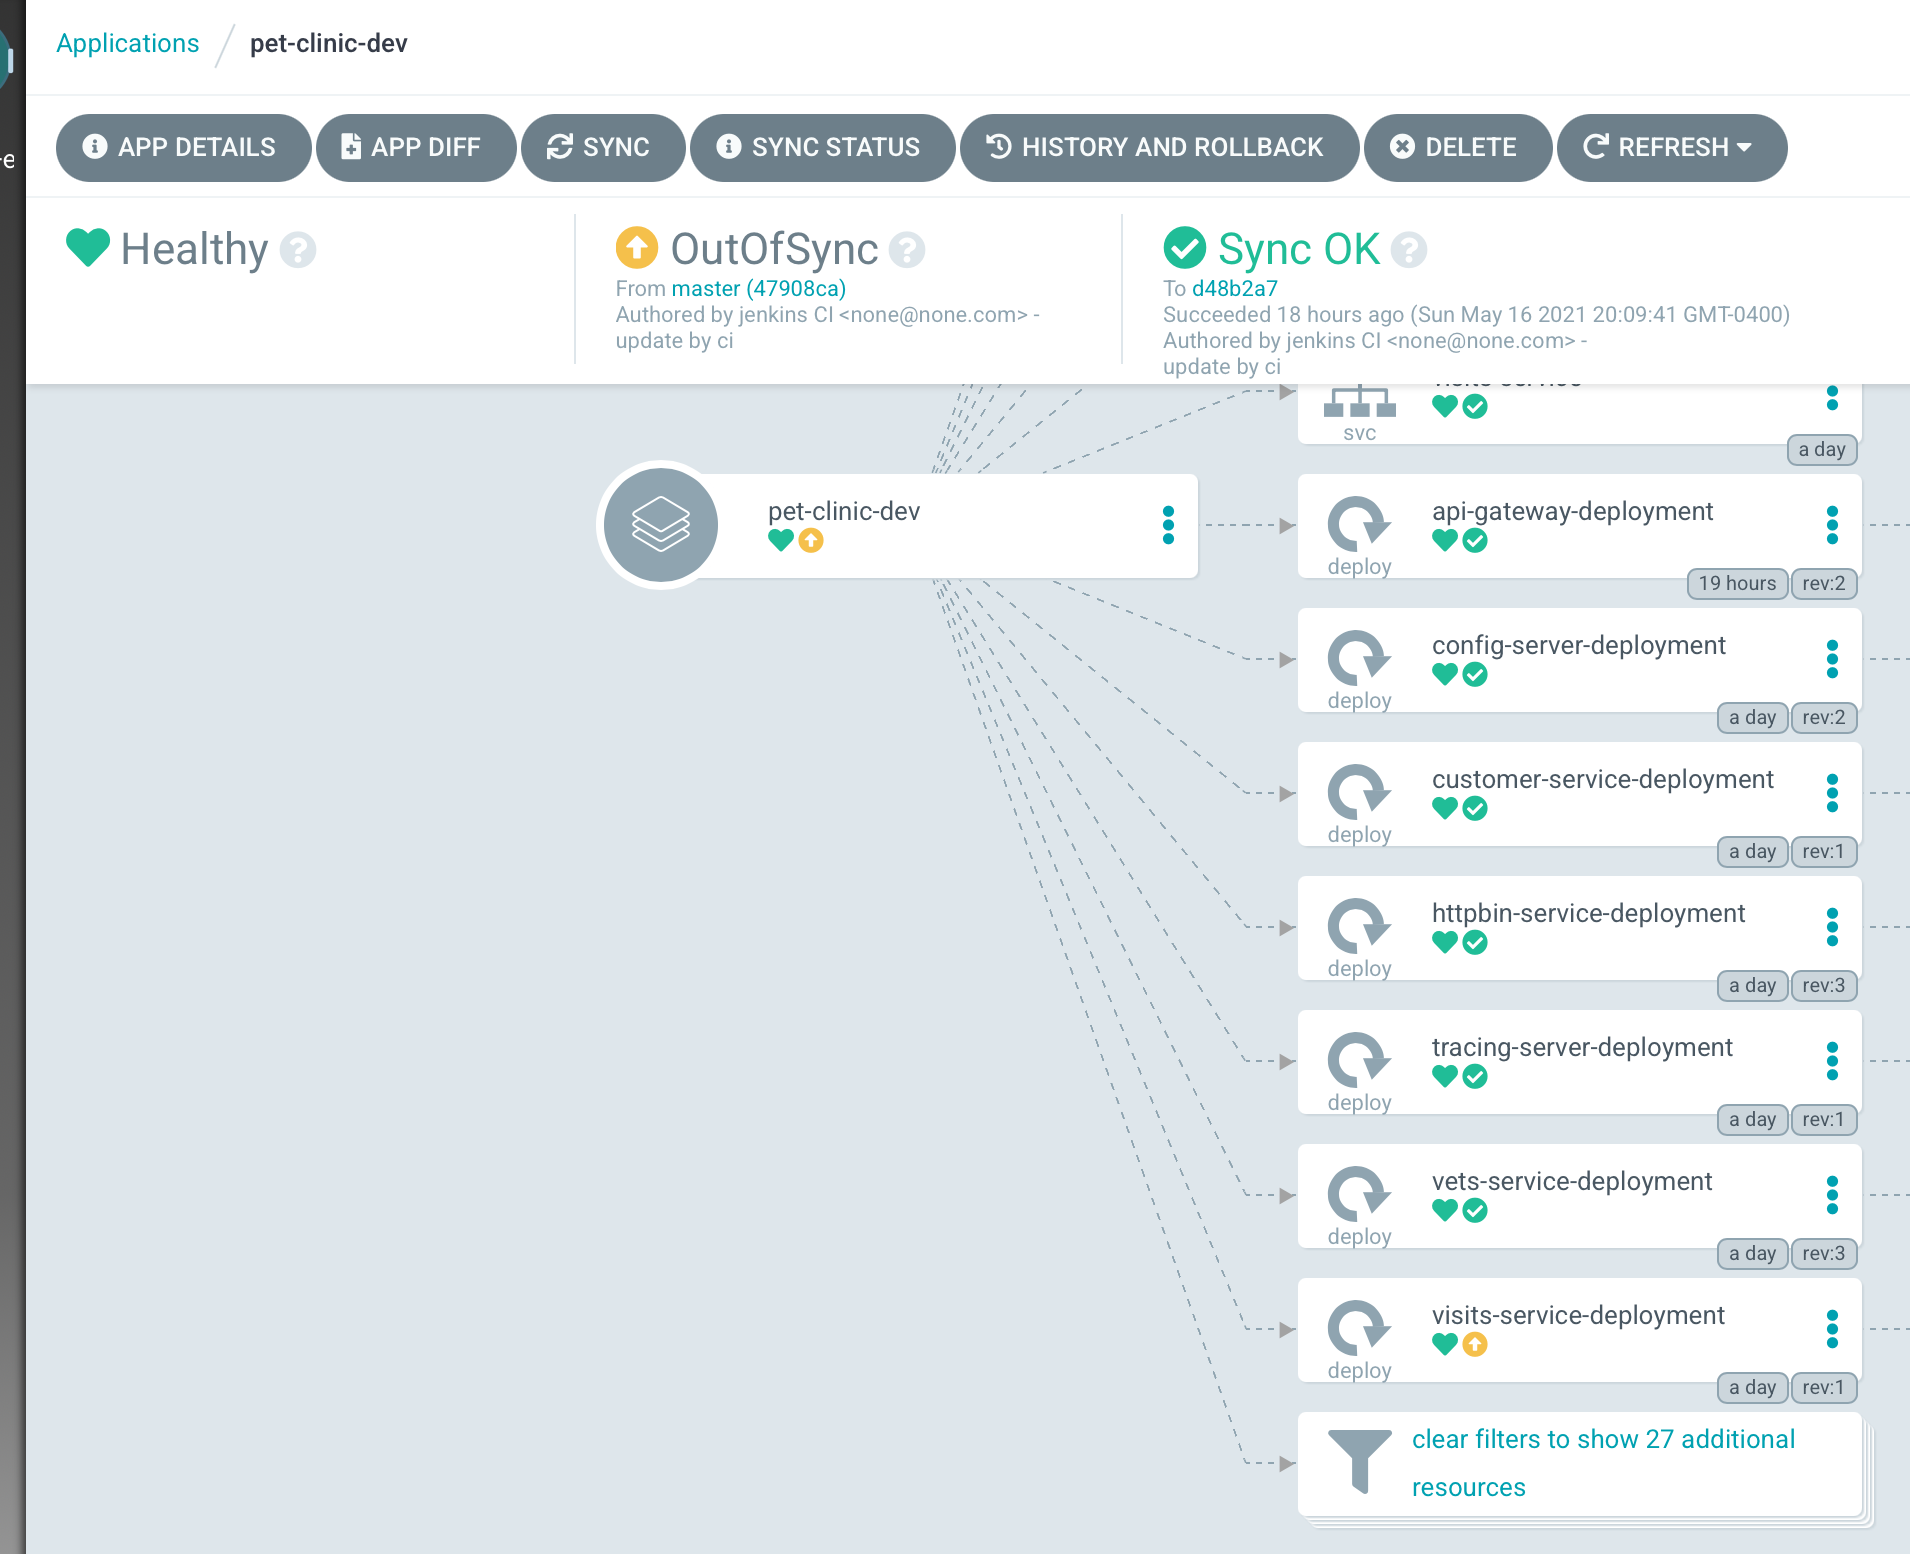 Applications / pet-clinic-dev
APP DETAILS
APP DIFF
SYNC
SYNC STATUS
HISTORY AND ROLLBACK
DELETE
REFRESH
Healthy
OutOfSync
From master (47908ca)
Authored by jenkins CI <none@none.com> -
update by ci
Sync OK
To d48b2a7
Succeeded 18 hours ago (Sun May 16 2021 20:09:41 GMT-0400)
Authored by jenkins CI <none@none.com> -
update by ci
svc
a day
pet-clinic-dev
api-gateway-deployment
deploy
19 hours
rev:2
config-server-deployment
deploy
a day
rev:2
customer-service-deployment
deploy
a day
rev:1
httpbin-service-deployment
deploy
a day
rev:3
tracing-server-deployment
deploy
a day
rev:1
vets-service-deployment
deploy
a day
rev:3
visits-service-deployment
deploy
a day
rev:1
clear filters to show 27 additional
resources